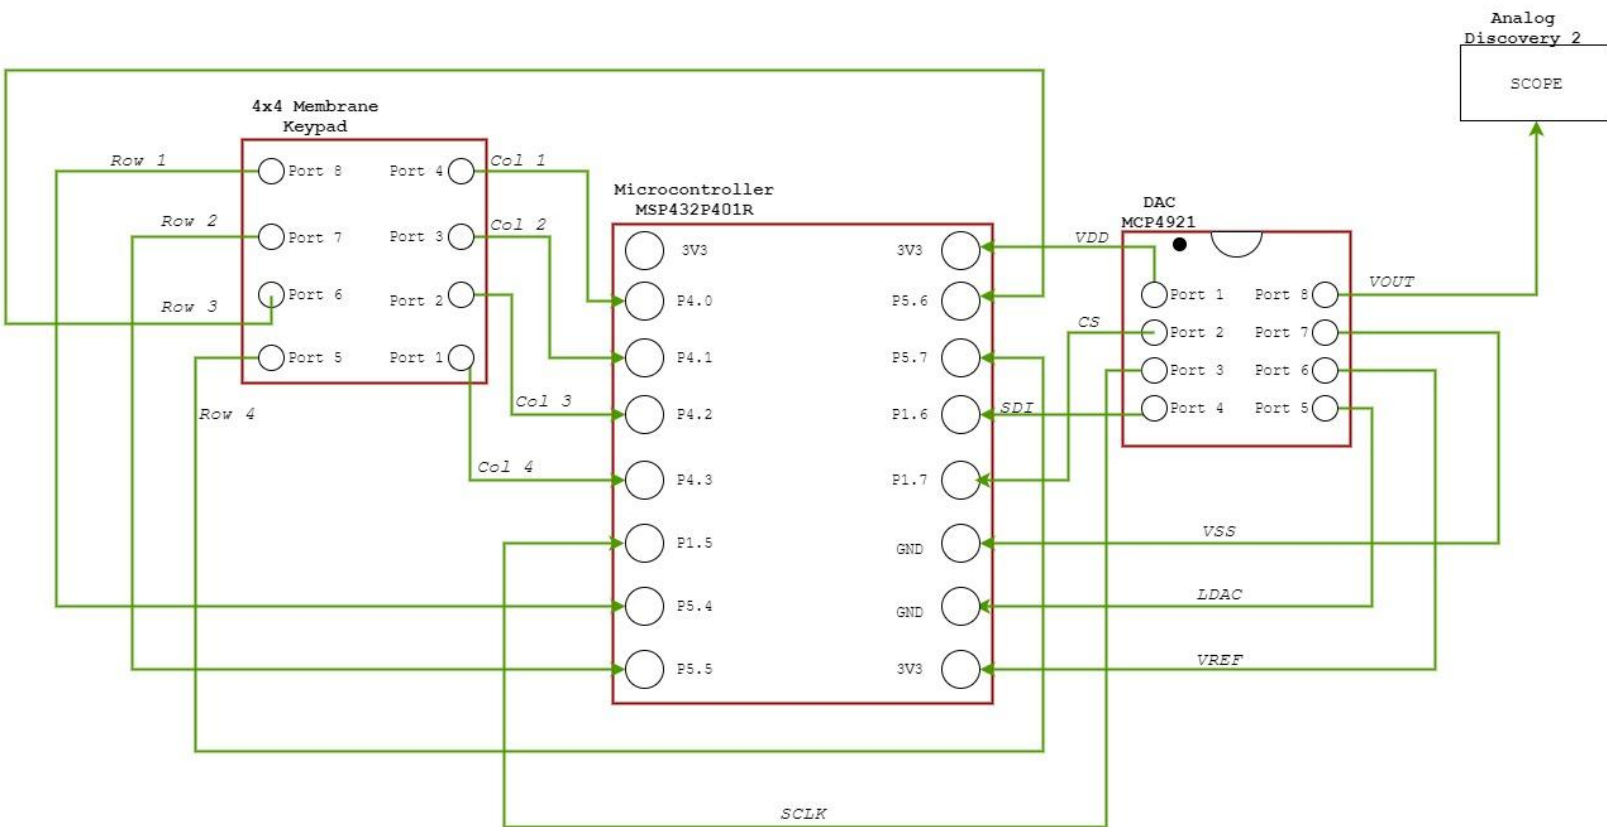 Analog
Discovery 2
SCOPE
4x4 Membrane
Keypad
Row 1
Port 8
Port 4
Col 1
Row 2
Port 7
Port 3
Col 2
Row 3
Port 6
Port 2
Col 3
Row 4
Port 5
Port 1
Col 4
Microcontroller
MSP432P401R
3V3
3V3
P4.0
P5.6
P4.1
P5.7
P4.2
P1.6
P4.3
P1.7
P1.5
GND
P5.4
GND
P5.5
3V3
DAC
MCP4921
VDD
Port 1
Port 8
VOUT
CS
Port 2
Port 7
Port 3
Port 6
SDI
Port 4
Port 5
VSS
LDAC
VREF
SCLK